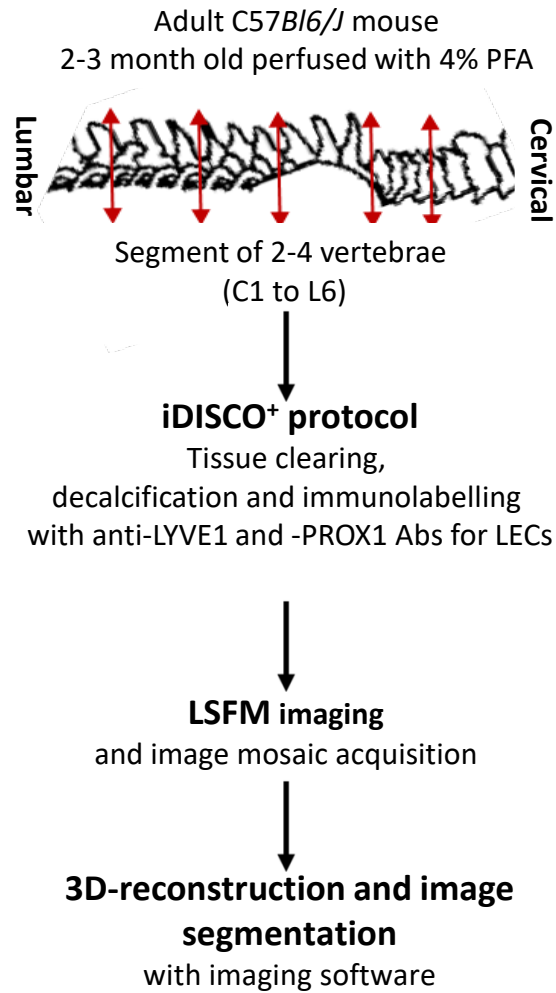 Adult C57Bl6/J mouse
2-3 month old perfused with 4% PFA
Lumbar
Cervical
Segment of 2-4 vertebrae
(C1 to L6)
iDISCO⁺ protocol
Tissue clearing,
decalcification and immunolabelling
with anti-LYVE1 and -PROX1 Abs for LECs
LSFM imaging
and image mosaic acquisition
3D-reconstruction and image
segmentation
with imaging software